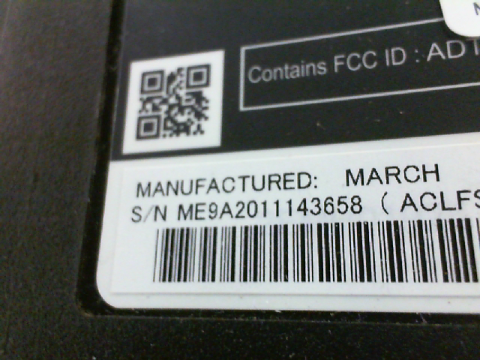 Contains FCC ID : AD
MANUFACTURED: MARCH
S/N ME9A2011143658 ( ACLFS